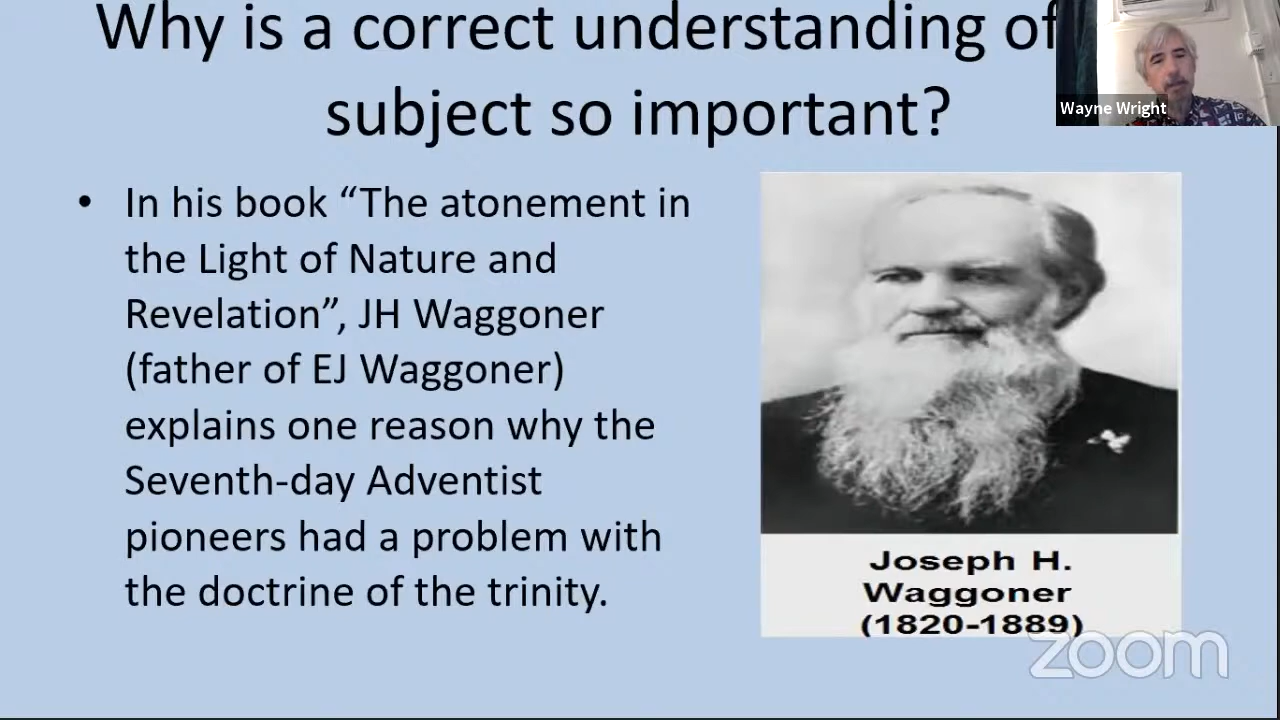 Why is a correct understanding of
subject so important?
Wayne Wright
• In his book “The atonement in
the Light of Nature and
Revelation”, JH Waggoner
(father of EJ Waggoner)
explains one reason why the
Seventh-day Adventist
pioneers had a problem with
the doctrine of the trinity.
Joseph H.
Waggoner
(1820-1889)
zoom